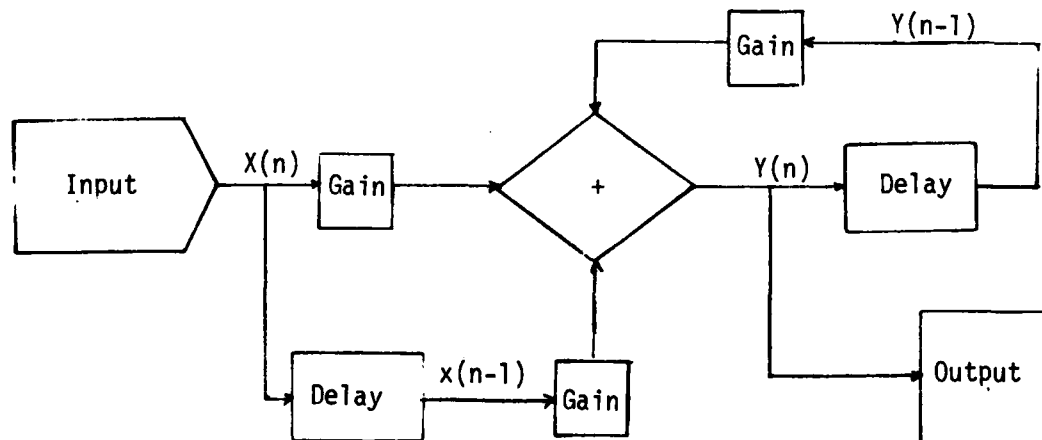 Gain
Y(n-1)
Input
X(n)
Gain
+
Y(n)
Delay
Delay
x(n-1)
Gain
Output